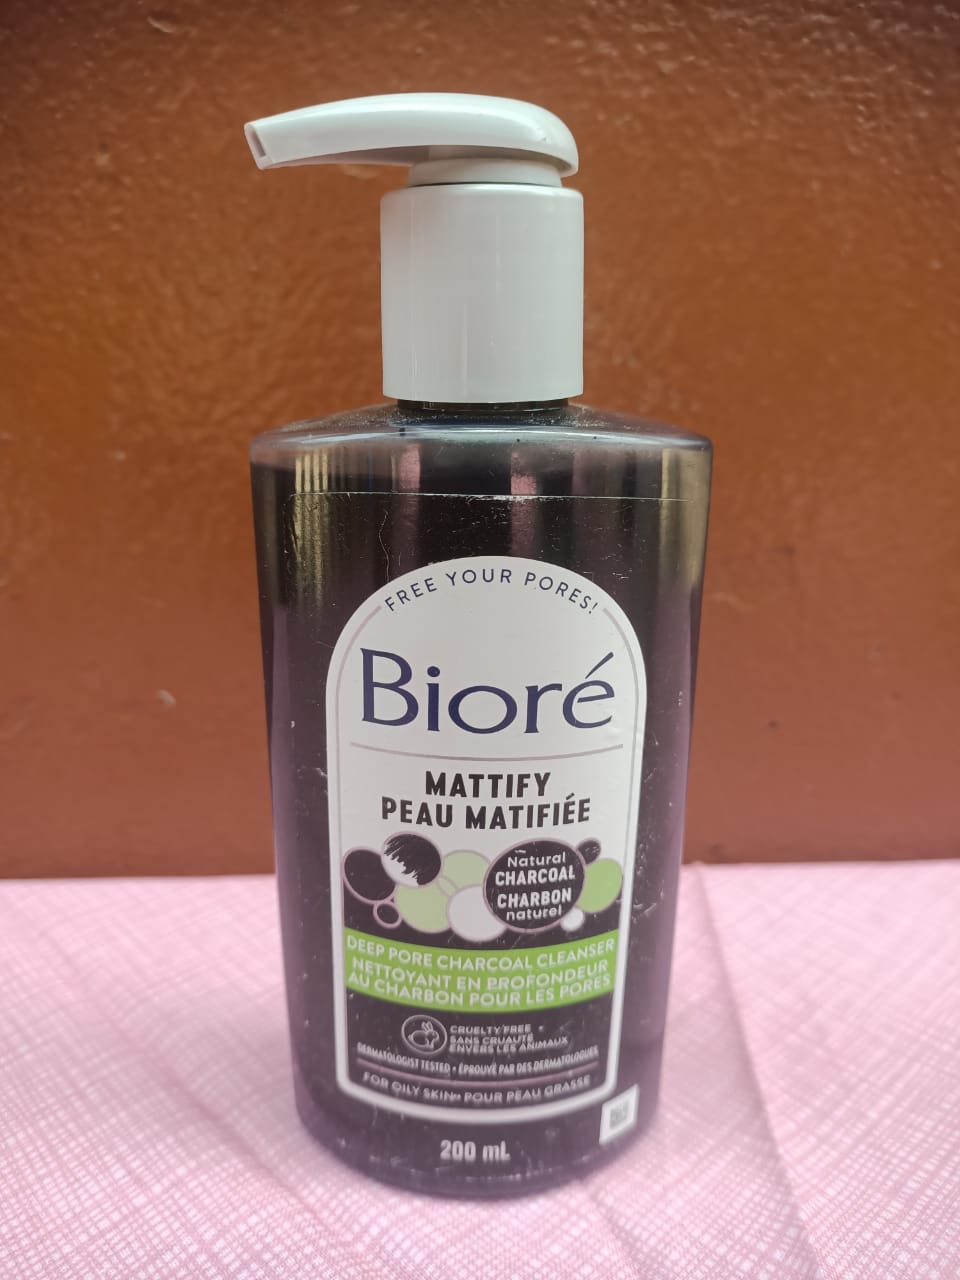 FREE YOUR PORES!
Bioré
MATTIFY
PEAU MATIFIÉE
Natural
CHARCOAL
CHARBON
naturel
DEEP PORE CHARCOAL CLEANSER
NETTOYANT EN PROFONDEUR
AU CHARBON POUR LES PORES
CRUELTY FREE
SANS CRUAUTÉ
ENVERS LES ANIMAUX
DERMATOLOGIST TESTED • ÉPROUVÉ PAR DES DERMATOLOGUES
FOR OILY SKIN • POUR PEAU GRASSE
200 mL